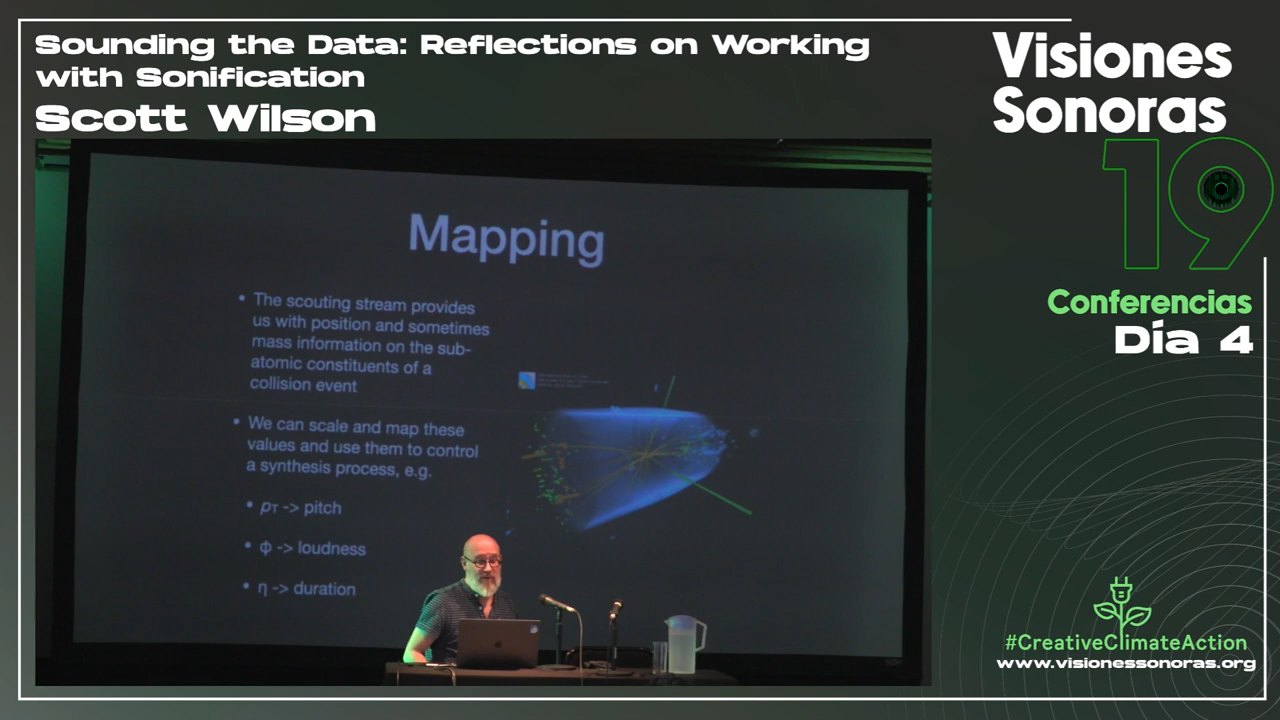 Sounding the Data: Reflections on Working
with Sonification
Scott Wilson
Visiones
Sonoras
19
Conferencias
Día 4
Mapping
• The scouting stream provides
us with position and sometimes
mass information on the sub-
atomic constituents of a
collision event
• We can scale and map these
values and use them to control
a synthesis process, e.g.
• pT -> pitch
• φ -> loudness
• η -> duration
#CreativeClimateAction
www.visionessonoras.org